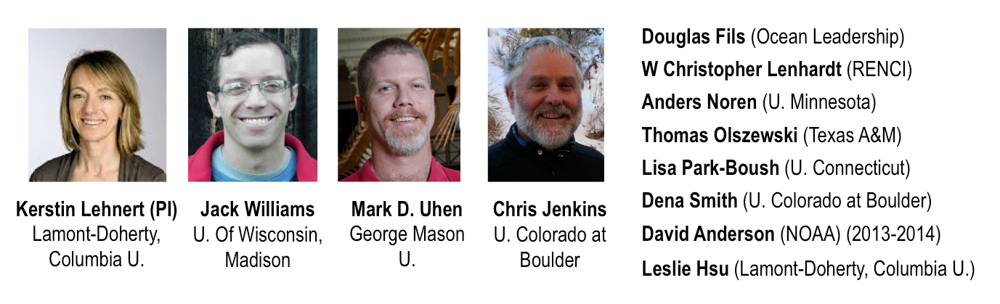 Kerstin Lehnert (PI)
Lamont-Doherty,
Columbia U.
Jack Williams
U. Of Wisconsin,
Madison
Mark D. Uhen
George Mason
U.
Chris Jenkins
U. Colorado at
Boulder
Douglas Fils (Ocean Leadership)
W Christopher Lenhardt (RENCI)
Anders Noren (U. Minnesota)
Thomas Olszewski (Texas A&M)
Lisa Park-Boush (U. Connecticut)
Dena Smith (U. Colorado at Boulder)
David Anderson (NOAA) (2013-2014)
Leslie Hsu (Lamont-Doherty, Columbia U.)